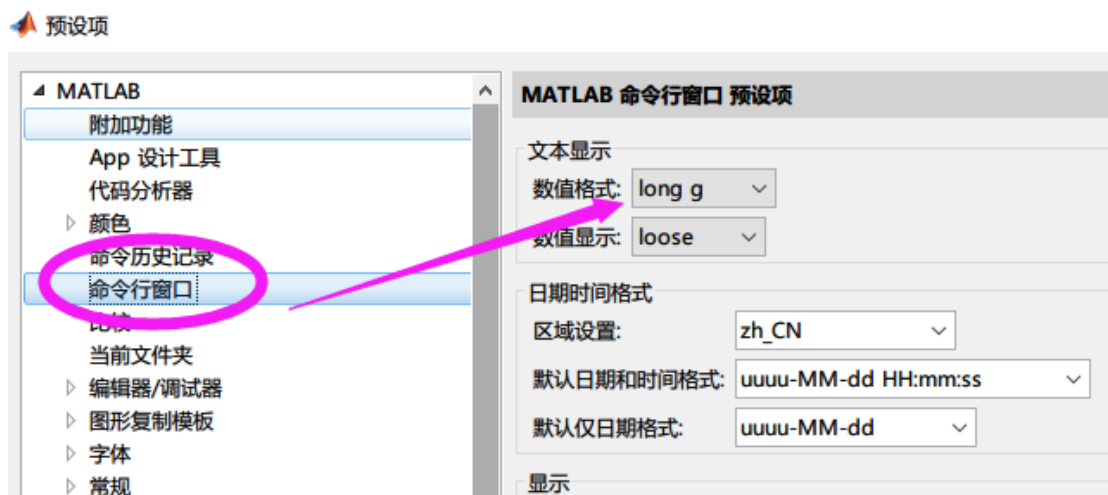 预设项
MATLAB
附加功能
App 设计工具
代码分析器
颜色
命令历史记录
命令行窗口
比较
当前文件夹
编辑器/调试器
图形复制模板
字体
常规
MATLAB 命令行窗口 预设项
文本显示
数值格式: long g
数值显示: loose
日期时间格式
区域设置: zh_CN
默认日期和时间格式: uuuu-MM-dd HH:mm:ss
默认仅日期格式: uuuu-MM-dd
显示